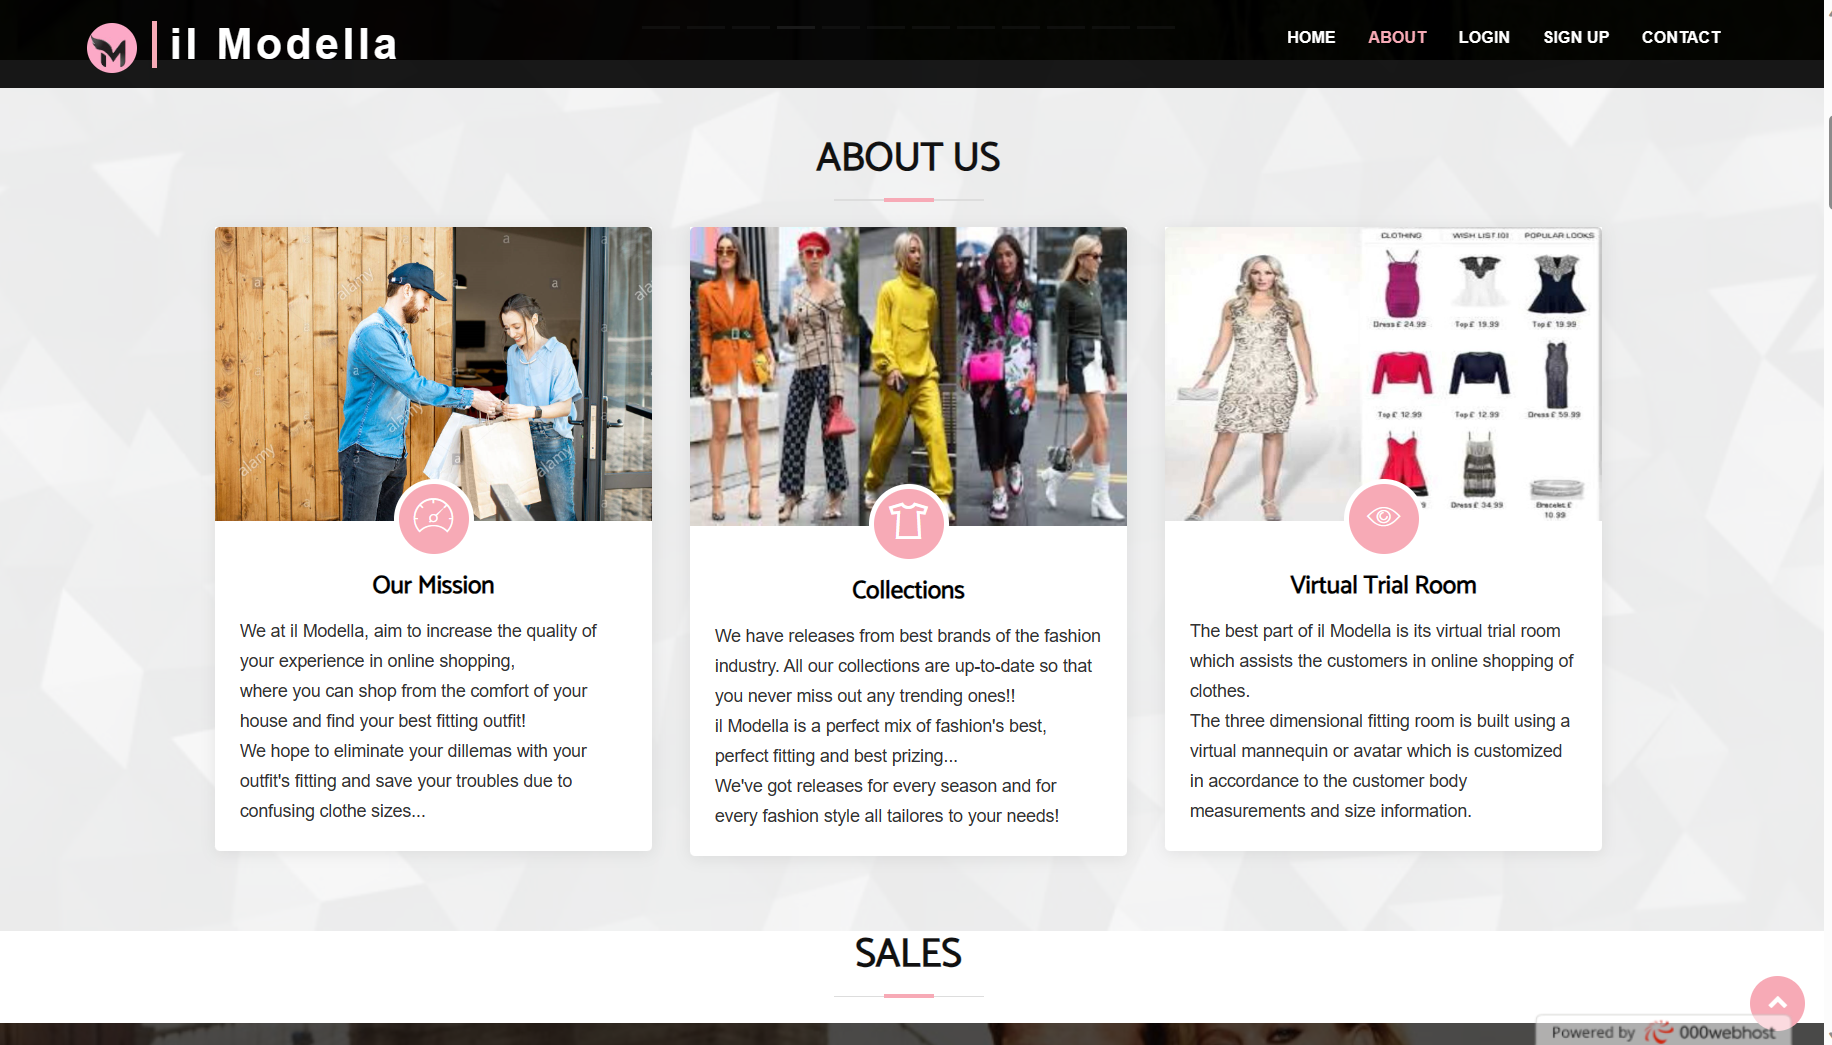 il Modella
HOME ABOUT LOGIN SIGN UP CONTACT
ABOUT US
a
a
a
a
alamy
alamy
a
a
a
alamy
a
a
alamy
alamy
CLOTHING WISH LIST (0) POPULAR LOOKS
Dress £ 24.99 Top £ 19.99 Top £ 19.99
Top £ 12.99 Top £ 12.99 Dress £ 59.99
9 Dress £ 34.99 Bracelet £
10.99
Our Mission
We at il Modella, aim to increase the quality of
your experience in online shopping,
where you can shop from the comfort of your
house and find your best fitting outfit!
We hope to eliminate your dillemas with your
outfit's fitting and save your troubles due to
confusing clothe sizes...
Collections
We have releases from best brands of the fashion
industry. All our collections are up-to-date so that
you never miss out any trending ones!!
il Modella is a perfect mix of fashion's best,
perfect fitting and best prizing...
We've got releases for every season and for
every fashion style all tailores to your needs!
Virtual Trial Room
The best part of il Modella is its virtual trial room
which assists the customers in online shopping of
clothes.
The three dimensional fitting room is built using a
virtual mannequin or avatar which is customized
in accordance to the customer body
measurements and size information.
SALES
Powered by 000webhost